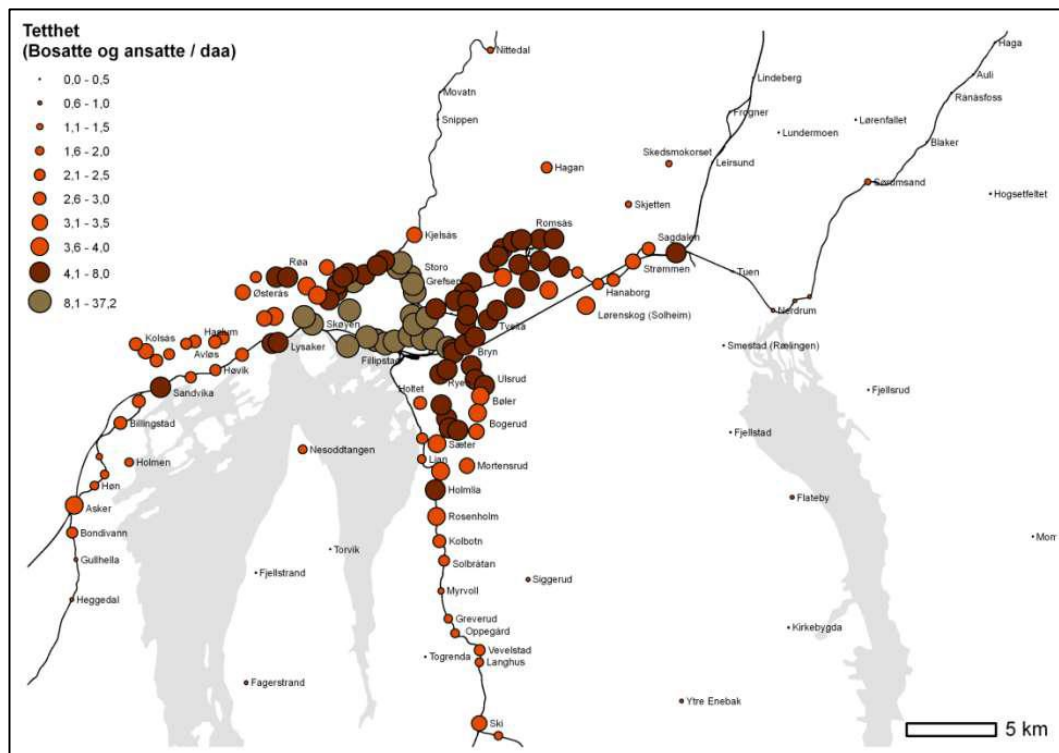 Tetthet
(Bosatte og ansatte / daa)
0,0 - 0,5
0,6 - 1,0
1,1 - 1,5
1,6 - 2,0
2,1 - 2,5
2,6 - 3,0
3,1 - 3,5
3,6 - 4,0
4,1 - 8,0
8,1 - 37,2
Nittedal
Movatn
Snippen
Haga
Auli
Lindeberg
Ranasfoss
Frogner
Lørenfallet
Lundermoen
Blaker
Skedsmokorset
Leirsund
Hagan
Sørumsand
Hogsetfeltet
Skjetten
Romsås
Kjelsås
Sagdalen
Røa
Storo
Strømmen
Grefsen
Tuen
Østerås
Hanaborg
Lørenskog (Solheim)
Nerdrum
Skøyen
Tveita
Kolsås
Haslum
Avløs
Lysaker
Fillipstad
Bryn
Smestad (Rælingen)
Høvik
Ryen
Ulsrud
Sandvika
Holtet
Bøler
Fjellsrud
Billingstad
Bogerud
Fjellstad
Sæter
Nesoddtangen
Holmen
Lian
Mortensrud
Høn
Holmlia
Flateby
Asker
Rosenholm
Bondivann
Kolbotn
Torvik
Gullhella
Solbråtan
Fjellstrand
Siggerud
Heggedal
Myrvoll
Greverud
Oppegård
Kirkebygda
Vevelstad
Togrenda
Langhus
Fagerstrand
Ytre Enebak
Ski
5 km